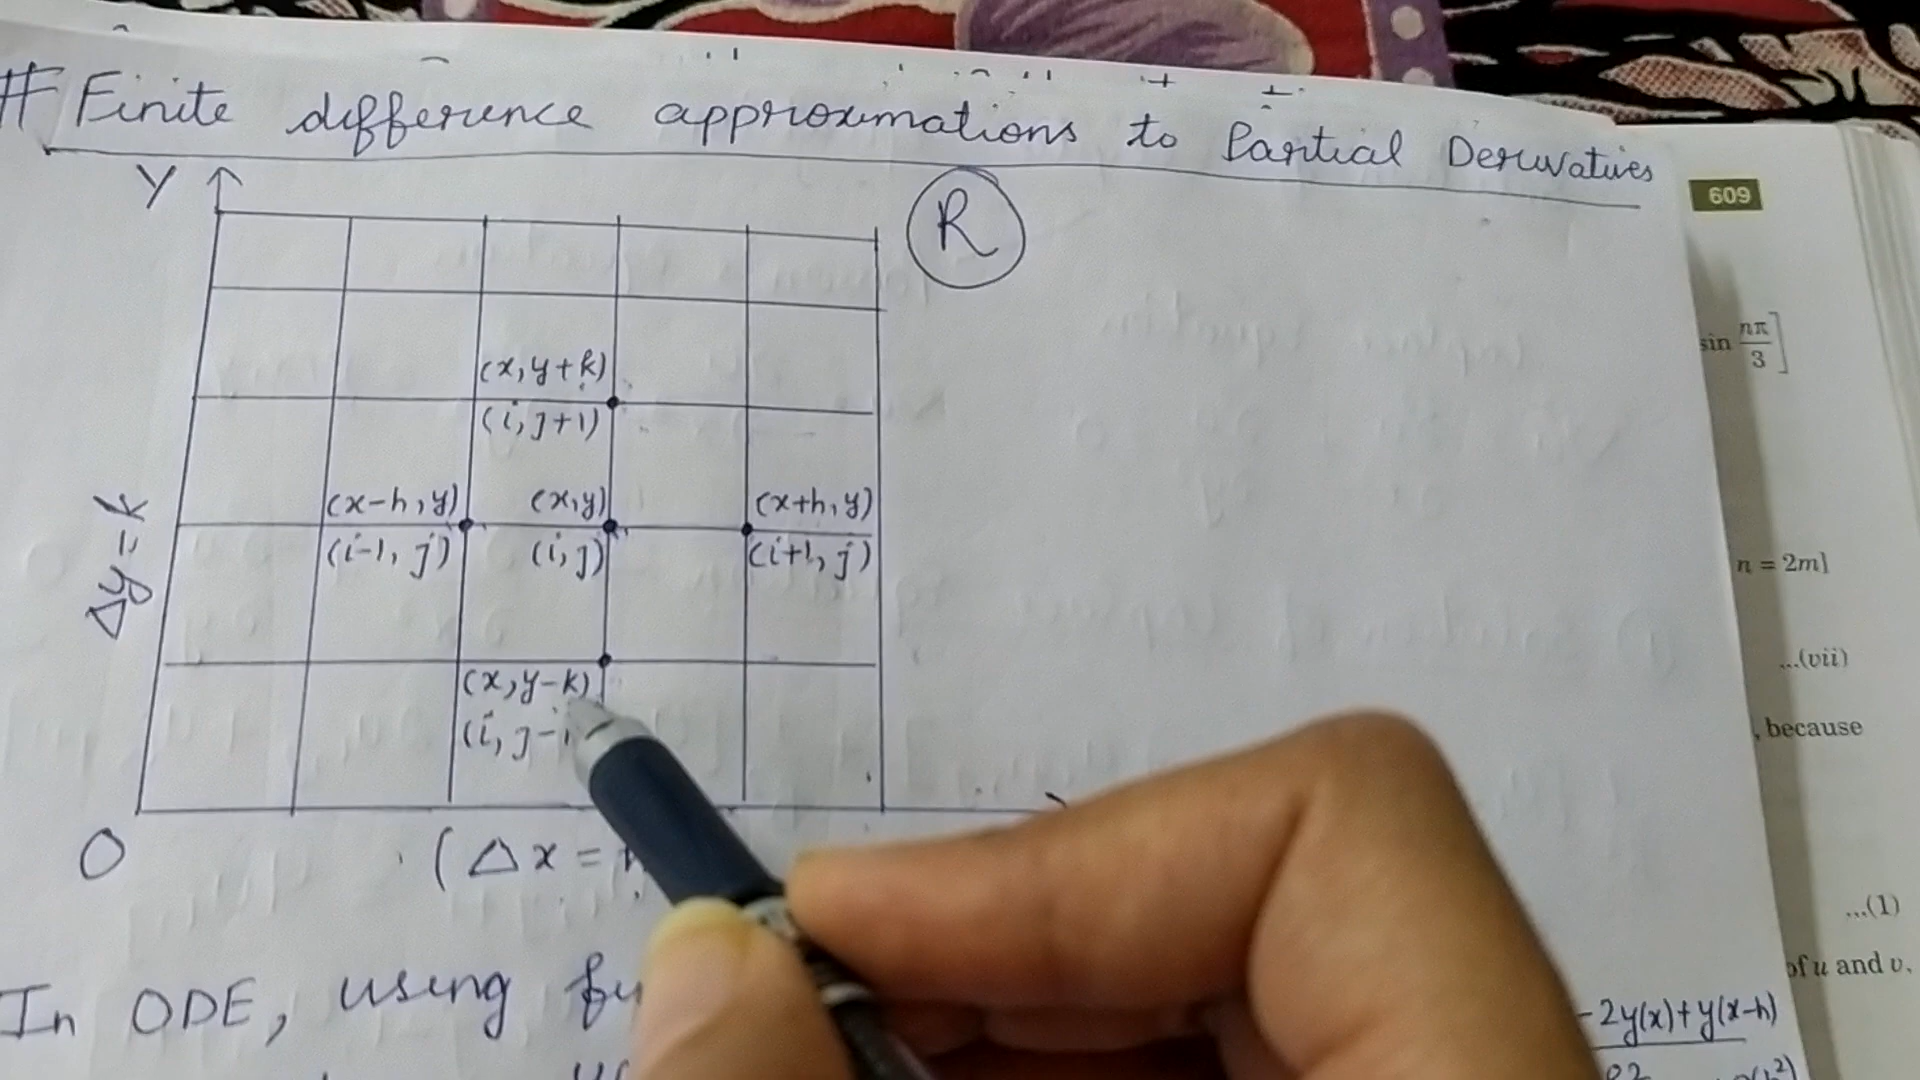 # Finite difference approximations to Partial Derivatives
Y
R
609
sin nπ/3]
(x, y+k)
(i, j+1)
(x-h, y) (x,y) (x+h, y)
(i-1, j) (i, j) (i+1, j)
Δy = k
n = 2m]
(x, y-k)
(i, j-1
...(vii)
, because
O
(Δx =
...(1)
of u and v,
In ODE, using
- 2y(x) + y(x-h)